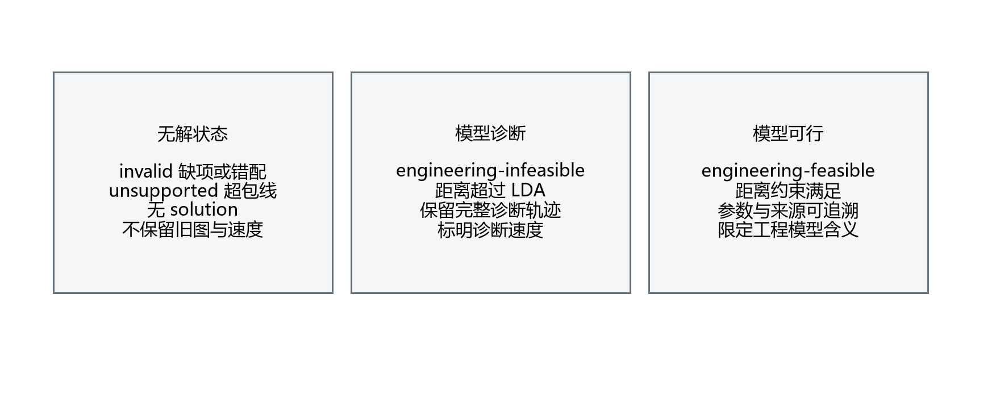 无解状态
invalid 缺项或错配
unsupported 超包线
无 solution
不保留旧图与速度
模型诊断
engineering-infeasible
距离超过 LDA
保留完整诊断轨迹
标明诊断速度
模型可行
engineering-feasible
距离约束满足
参数与来源可追溯
限定工程模型含义